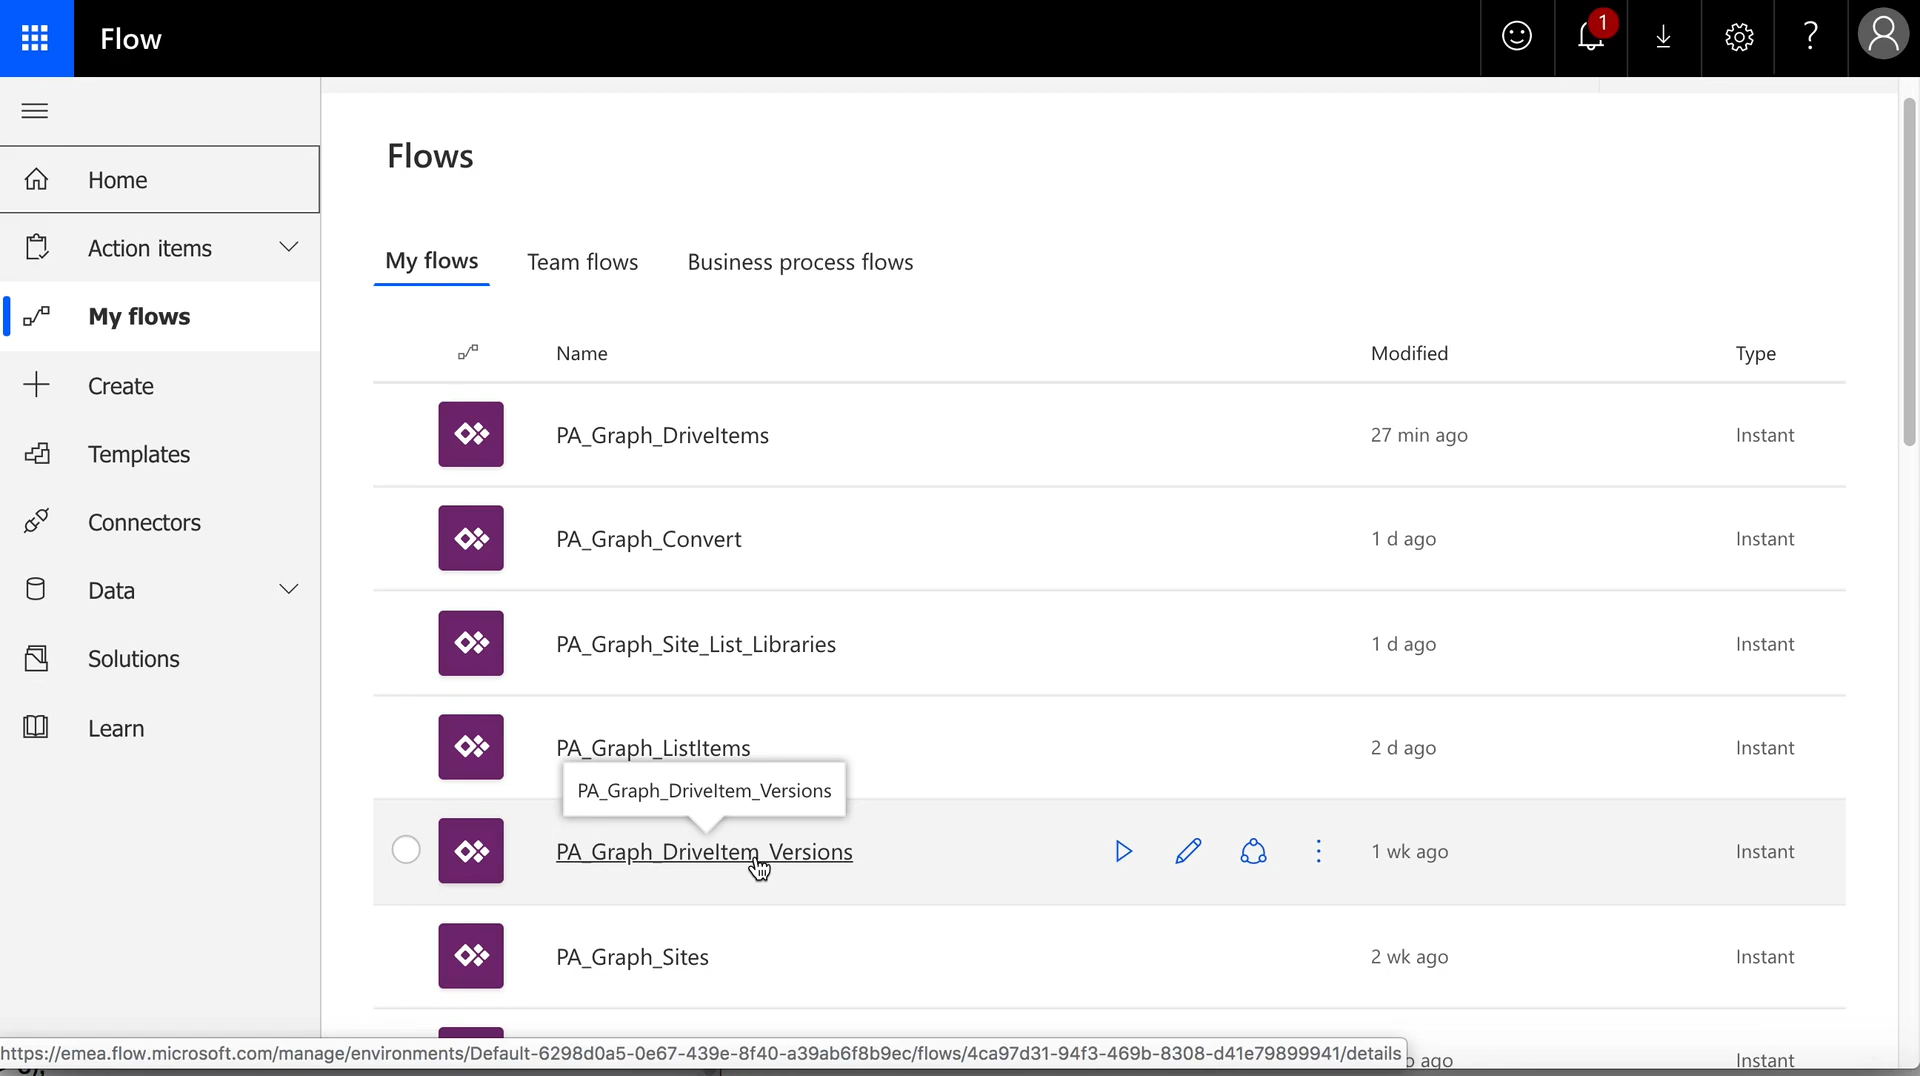 Flow
1
?
Home
Action items
My flows
Create
Templates
Connectors
Data
Solutions
Learn
Flows
My flows Team flows Business process flows
Name Modified Type
PA_Graph_DriveItems 27 min ago Instant
PA_Graph_Convert 1 d ago Instant
PA_Graph_Site_List_Libraries 1 d ago Instant
PA_Graph_ListItems 2 d ago Instant
PA_Graph_DriveItem_Versions
PA_Graph_DriveItem_Versions 1 wk ago Instant
PA_Graph_Sites 2 wk ago Instant
ago Instant
https://emea.flow.microsoft.com/manage/environments/Default-6298d0a5-0e67-439e-8f40-a39ab6f8b9ec/flows/4ca97d31-94f3-469b-8308-d41e79899941/details